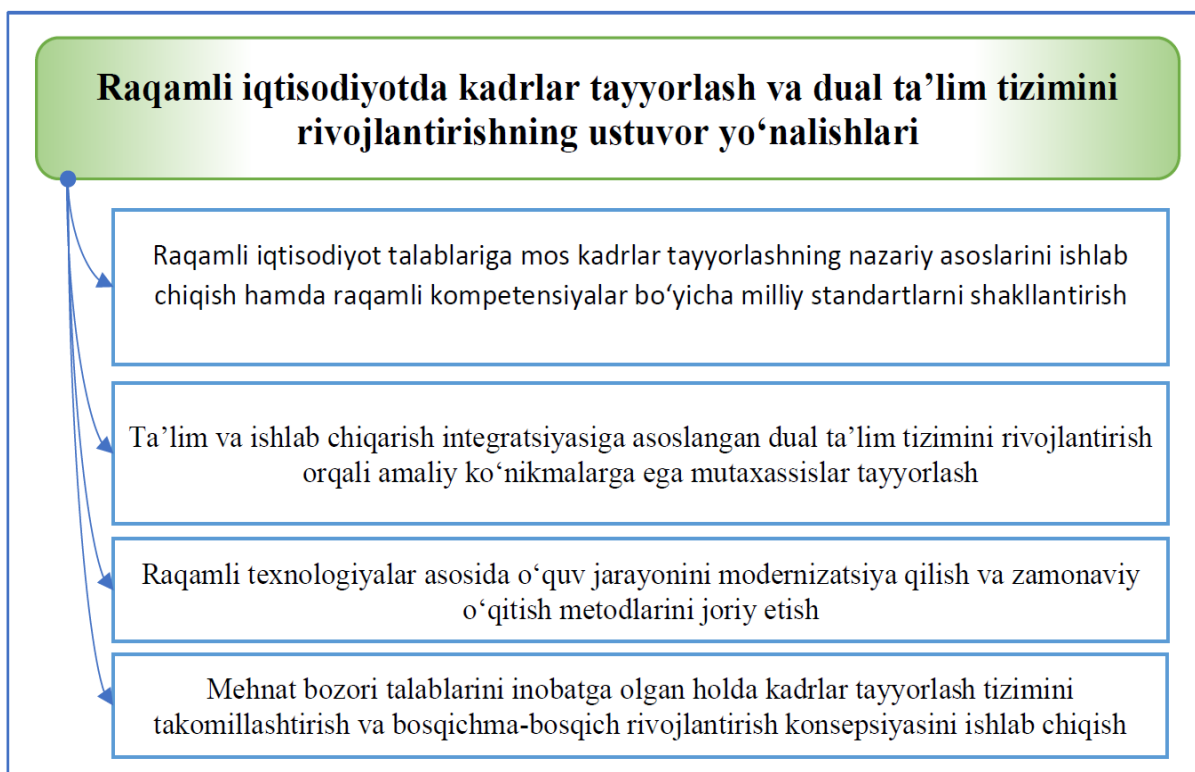 Raqamli iqtisodiyotda kadrlar tayyorlash va dual ta’lim tizimini
rivojlantirishning ustuvor yo‘nalishlari
Raqamli iqtisodiyot talablariga mos kadrlar tayyorlashning nazariy asoslarini ishlab
chiqish hamda raqamli kompetensiyalar bo‘yicha milliy standartlarni shakllantirish
Ta’lim va ishlab chiqarish integratsiyasiga asoslangan dual ta’lim tizimini rivojlantirish
orqali amaliy ko‘nikmalarga ega mutaxassislar tayyorlash
Raqamli texnologiyalar asosida o‘quv jarayonini modernizatsiya qilish va zamonaviy
o‘qitish metodlarini joriy etish
Mehnat bozori talablarini inobatga olgan holda kadrlar tayyorlash tizimini
takomillashtirish va bosqichma-bosqich rivojlantirish konsepsiyasini ishlab chiqish